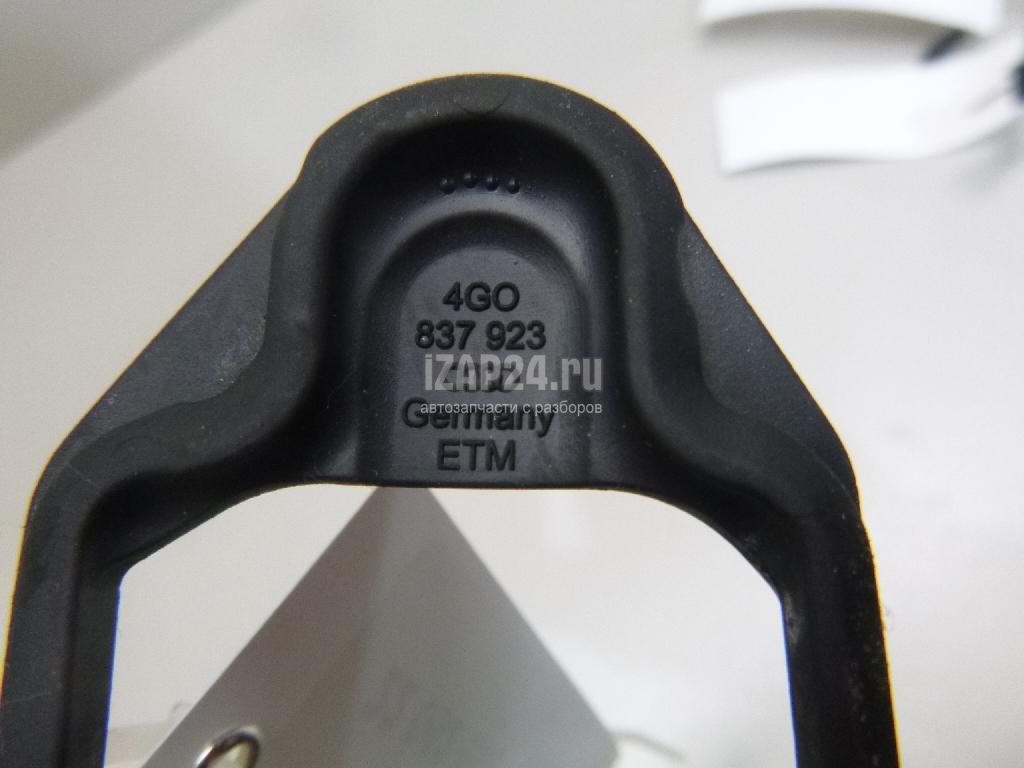 4GO
837 923
iZAP24.ru
автозапчасти с разборов
Germany
ETM